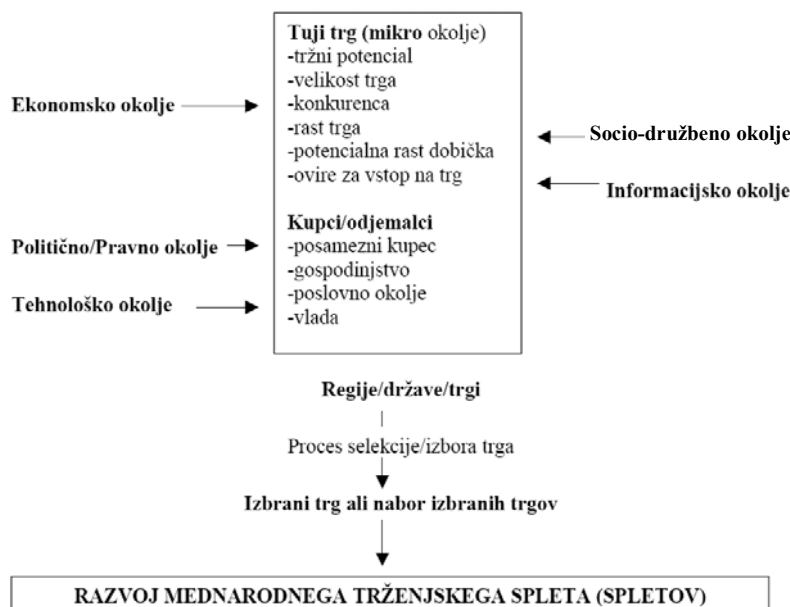 Tuji trg (mikro okolje)
-tržni potencial
-velikost trga
-konkurenca
-rast trga
-potencialna rast dobička
-ovire za vstop na trg
Kupci/odjemalci
-posamezni kupec
-gospodinjstvo
-poslovno okolje
-vlada
Ekonomsko okolje
Politično/Pravno okolje
Tehnološko okolje
Socio-družbeno okolje
Informacijsko okolje
Regije/države/trgi
Proces selekcije/izbora trga
Izbrani trg ali nabor izbranih trgov
RAZVOJ MEDNARODNEGA TRŽENJSKEGA SPLETA (SPLETOV)